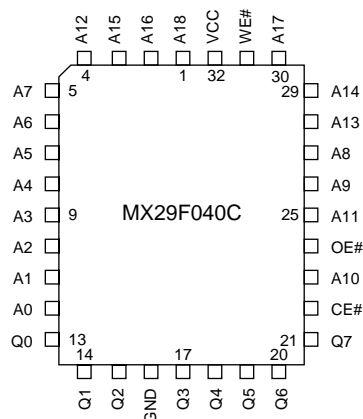 A12 A15 A16 A18 VCC WE# A17
4 1 32 30
A7 5 29 A14
A6 A13
A5 A8
A4 A9
A3 9 MX29F040C 25 A11
A2 OE#
A1 A10
A0 CE#
Q0 13 21 Q7
14 17 20
Q1 Q2 GND Q3 Q4 Q5 Q6